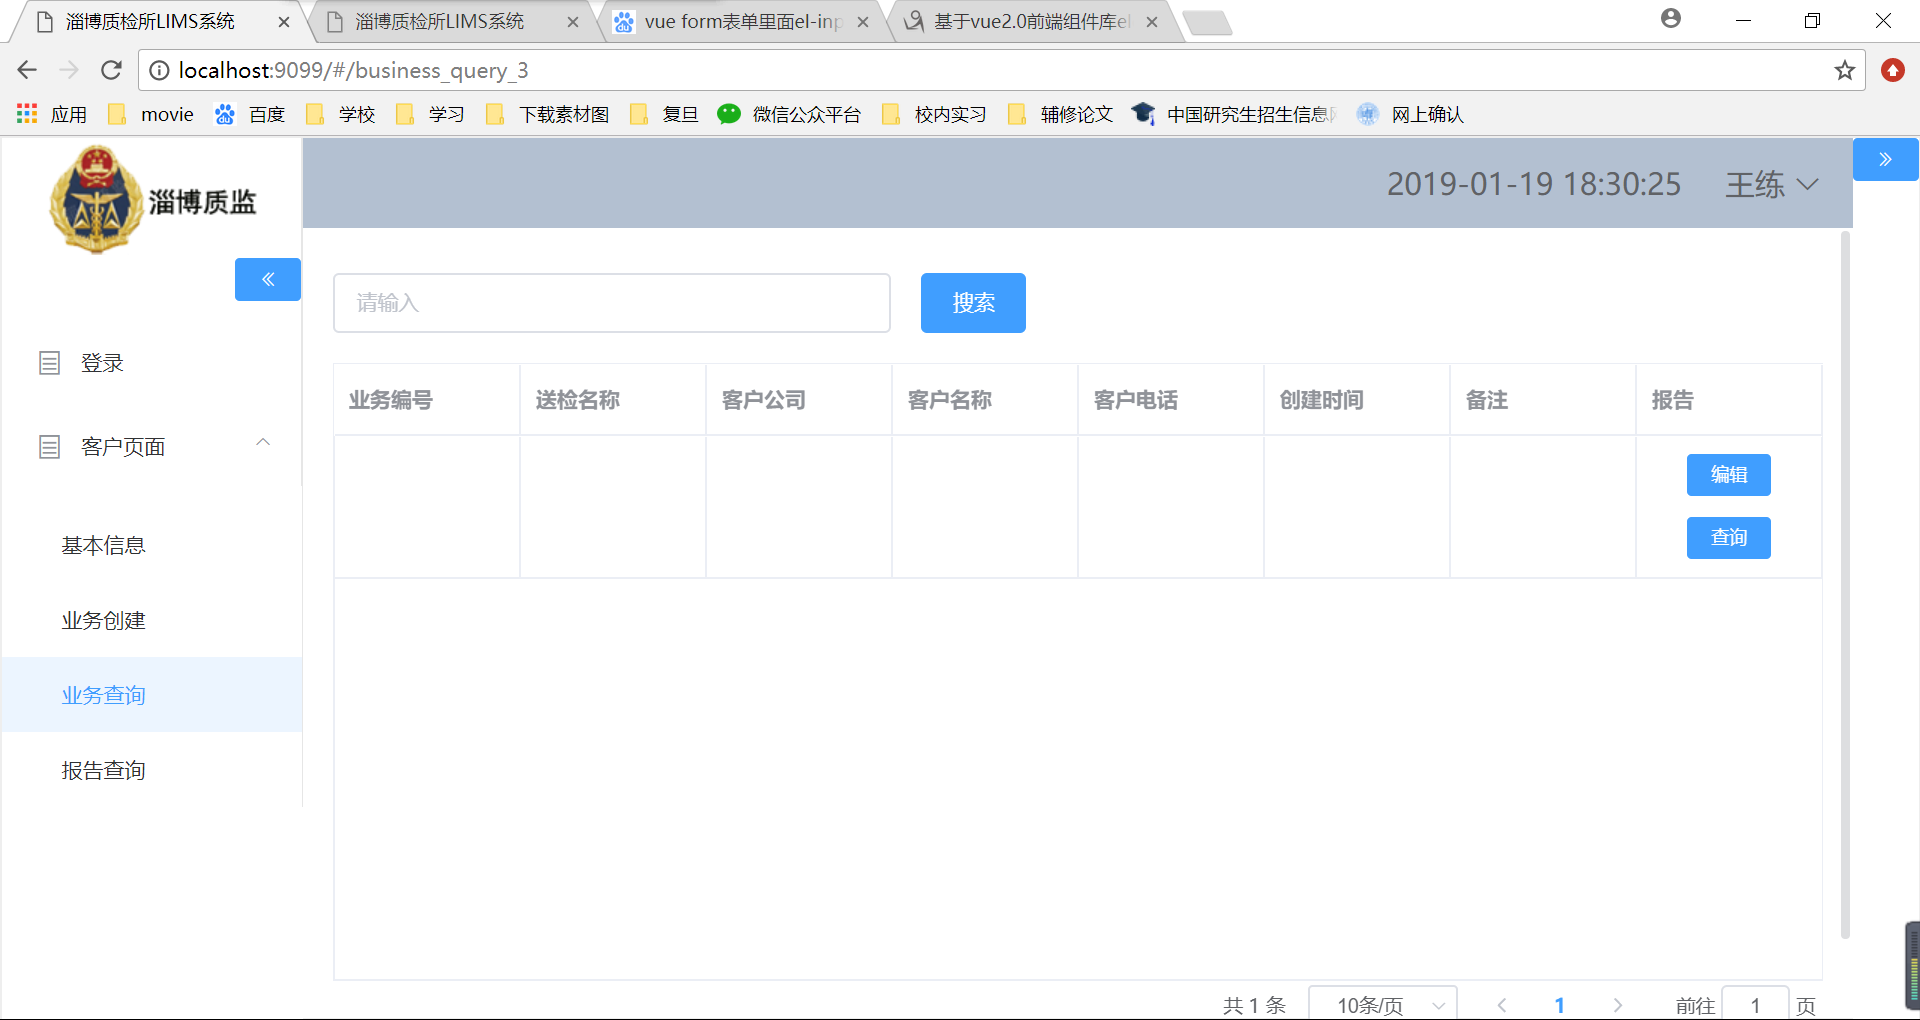 淄博质检所LIMS系统
淄博质检所LIMS系统
vue form表单里面el-inp
基于vue2.0前端组件库el
localhost:9099/#/business_query_3
应用
movie
百度
学校
学习
下载素材图
复旦
微信公众平台
校内实习
辅修论文
中国研究生招生信息网
网上确认
淄博质监
2019-01-19 18:30:25
王练
登录
客户页面
基本信息
业务创建
业务查询
报告查询
请输入
搜索
业务编号 送检名称 客户公司 客户名称 客户电话 创建时间 备注 报告
编辑
查询
共 1 条
10条/页
1
前往 1 页